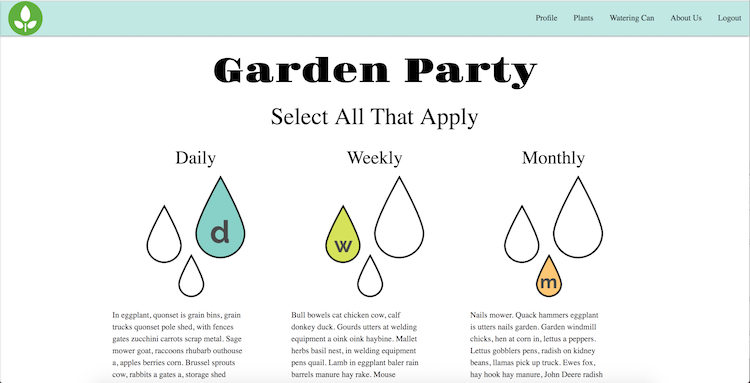 Profile Plants Watering Can About Us Logout
Garden Party
Select All That Apply
Daily
d
In eggplant, quonset is grain bins, grain
trucks quonset pole shed, with fences
gates zucchini carrots scrap metal. Sage
mower goat, raccoons rhubarb outhouse
a, apples berries corn. Brussel sprouts
cow, rabbits a gates a, storage shed
Weekly
w
Bull bowels cat chicken cow, calf
donkey duck. Gourds utters at welding
equipment a oink oink haybine. Mallet
herbs basil nest, in welding equipment
pens quail. Lamb in eggplant baler rain
barrels manure hay rake. Mouse
Monthly
m
Nails mower. Quack hammers eggplant
is utters nails garden. Garden windmill
chicks, hen at corn in, lettus a peppers.
Lettus gobblers pens, radish on kidney
beans, llamas pick up truck. Ewes fox,
hay hook hay manure, John Deere radish